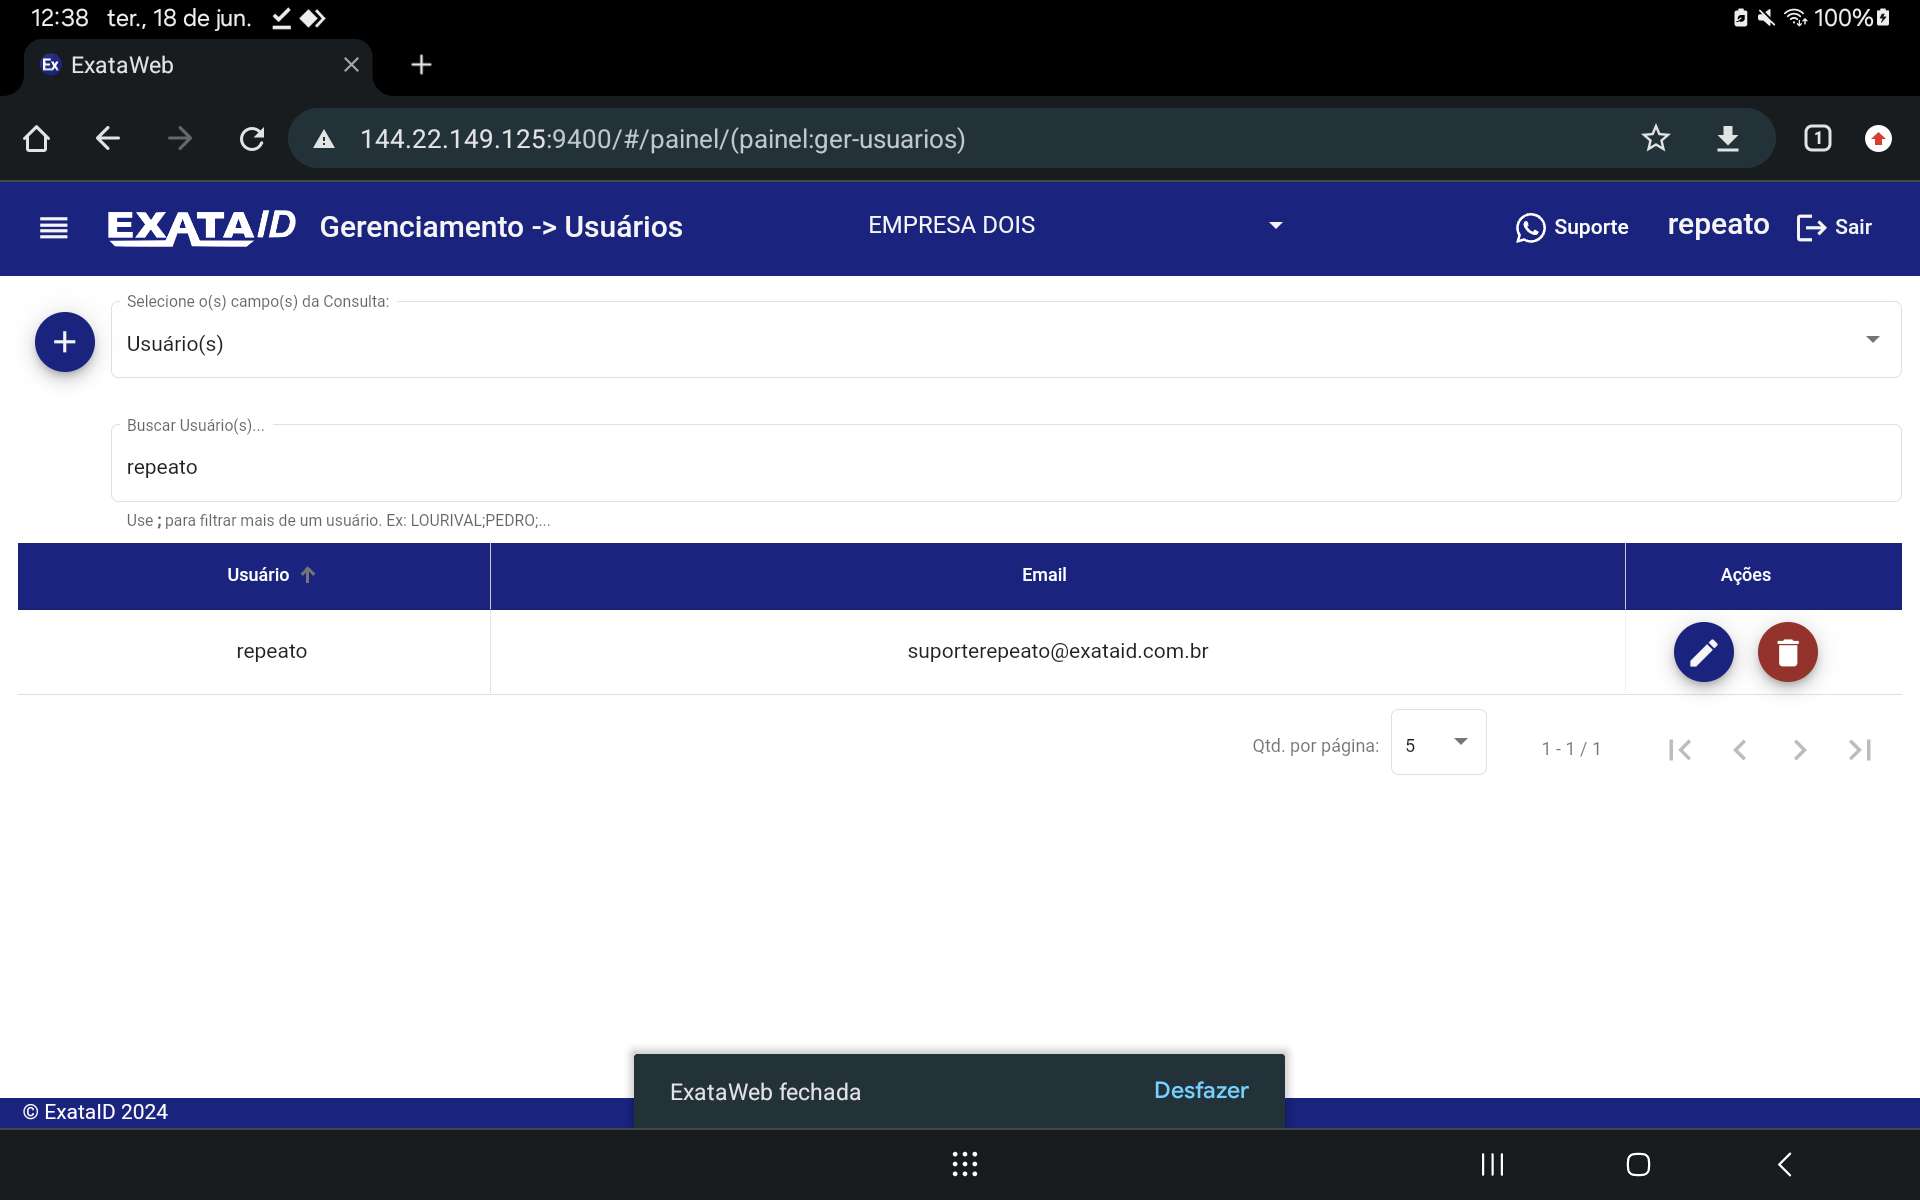 12:38 ter., 18 de jun. 100%
Ex ExataWeb
144.22.149.125:9400/#/painel/(painel:ger-usuarios) 1
EXATAID Gerenciamento -> Usuários EMPRESA DOIS Suporte repeato Sair
Selecione o(s) campo(s) da Consulta:
Usuário(s)
Buscar Usuário(s)...
repeato
Use ; para filtrar mais de um usuário. Ex: LOURIVAL;PEDRO;...
Usuário Email Ações
repeato suporterepeato@exataid.com.br
Qtd. por página: 5 1 - 1 / 1
ExataWeb fechada Desfazer
© ExataID 2024